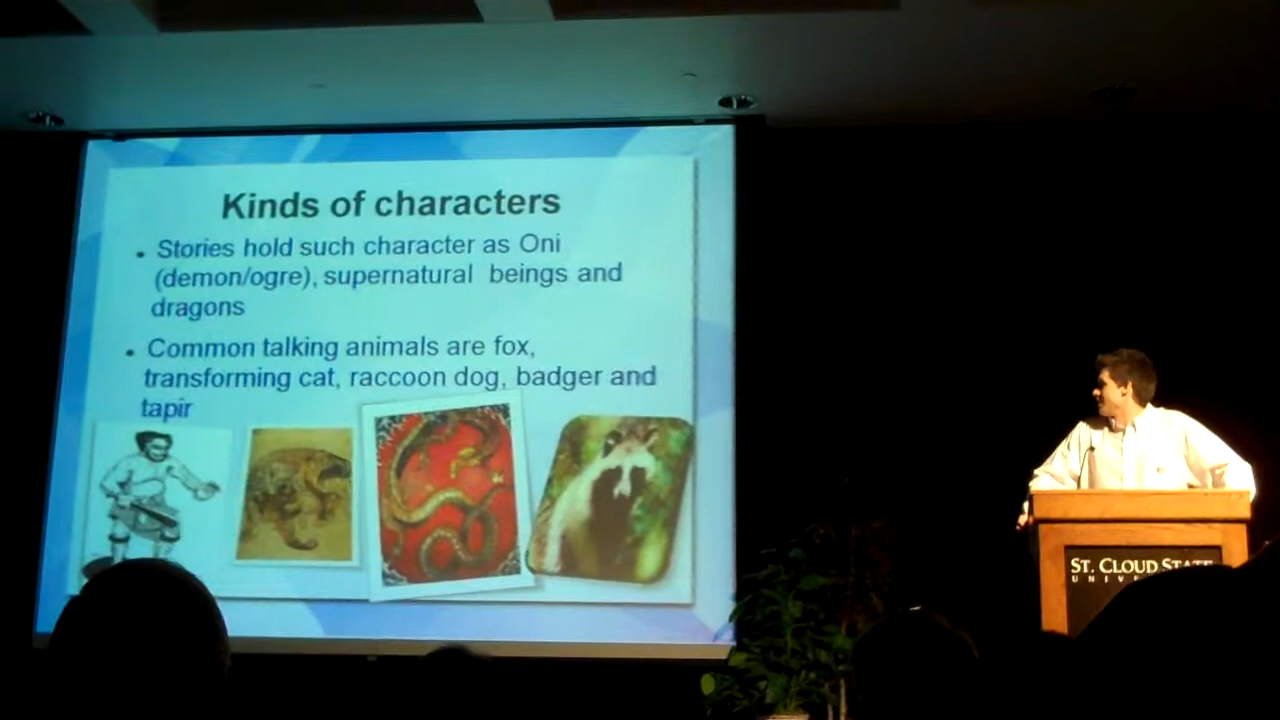 Kinds of characters
• Stories hold such character as Oni
(demon/ogre), supernatural beings and
dragons
• Common talking animals are fox,
transforming cat, raccoon dog, badger and
tapir
ST. CLOUD STATE